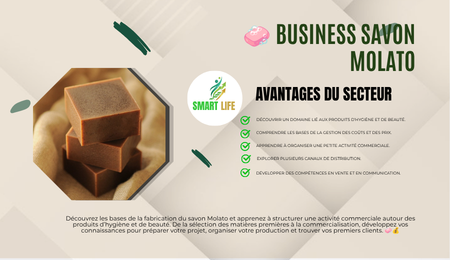 🧼 BUSINESS SAVON
MOLATO
SMART LIFE
AVANTAGES DU SECTEUR
DÉCOUVRIR UN DOMAINE LIÉ AUX PRODUITS D'HYGIÈNE ET DE BEAUTÉ.
COMPRENDRE LES BASES DE LA GESTION DES COÛTS ET DES PRIX.
APPRENDRE À ORGANISER UNE PETITE ACTIVITÉ COMMERCIALE.
EXPLORER PLUSIEURS CANAUX DE DISTRIBUTION.
DÉVELOPPER DES COMPÉTENCES EN VENTE ET EN COMMUNICATION.
Découvrez les bases de la fabrication du savon Molato et apprenez à structurer une activité commerciale autour des
produits d'hygiène et de beauté. De la sélection des matières premières à la commercialisation, développez vos
connaissances pour préparer votre projet, organiser votre production et trouver vos premiers clients. 🧼💰